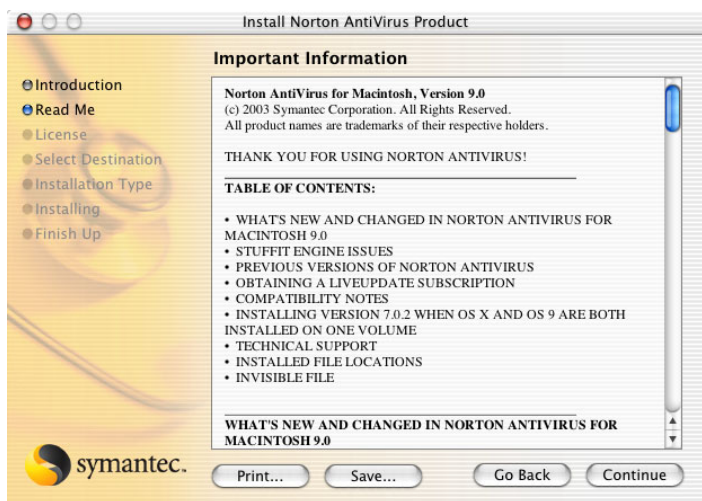 Install Norton AntiVirus Product
Important Information
Introduction
Read Me
License
Select Destination
Installation Type
Installing
Finish Up
Norton AntiVirus for Macintosh, Version 9.0
(c) 2003 Symantec Corporation. All Rights Reserved.
All product names are trademarks of their respective holders.
THANK YOU FOR USING NORTON ANTIVIRUS!
TABLE OF CONTENTS:
• WHAT'S NEW AND CHANGED IN NORTON ANTIVIRUS FOR
MACINTOSH 9.0
• STUFFIT ENGINE ISSUES
• PREVIOUS VERSIONS OF NORTON ANTIVIRUS
• OBTAINING A LIVEUPDATE SUBSCRIPTION
• COMPATIBILITY NOTES
• INSTALLING VERSION 7.0.2 WHEN OS X AND OS 9 ARE BOTH
INSTALLED ON ONE VOLUME
• TECHNICAL SUPPORT
• INSTALLED FILE LOCATIONS
• INVISIBLE FILE
WHAT'S NEW AND CHANGED IN NORTON ANTIVIRUS FOR
MACINTOSH 9.0
symantec.
Print...
Save...
Go Back
Continue